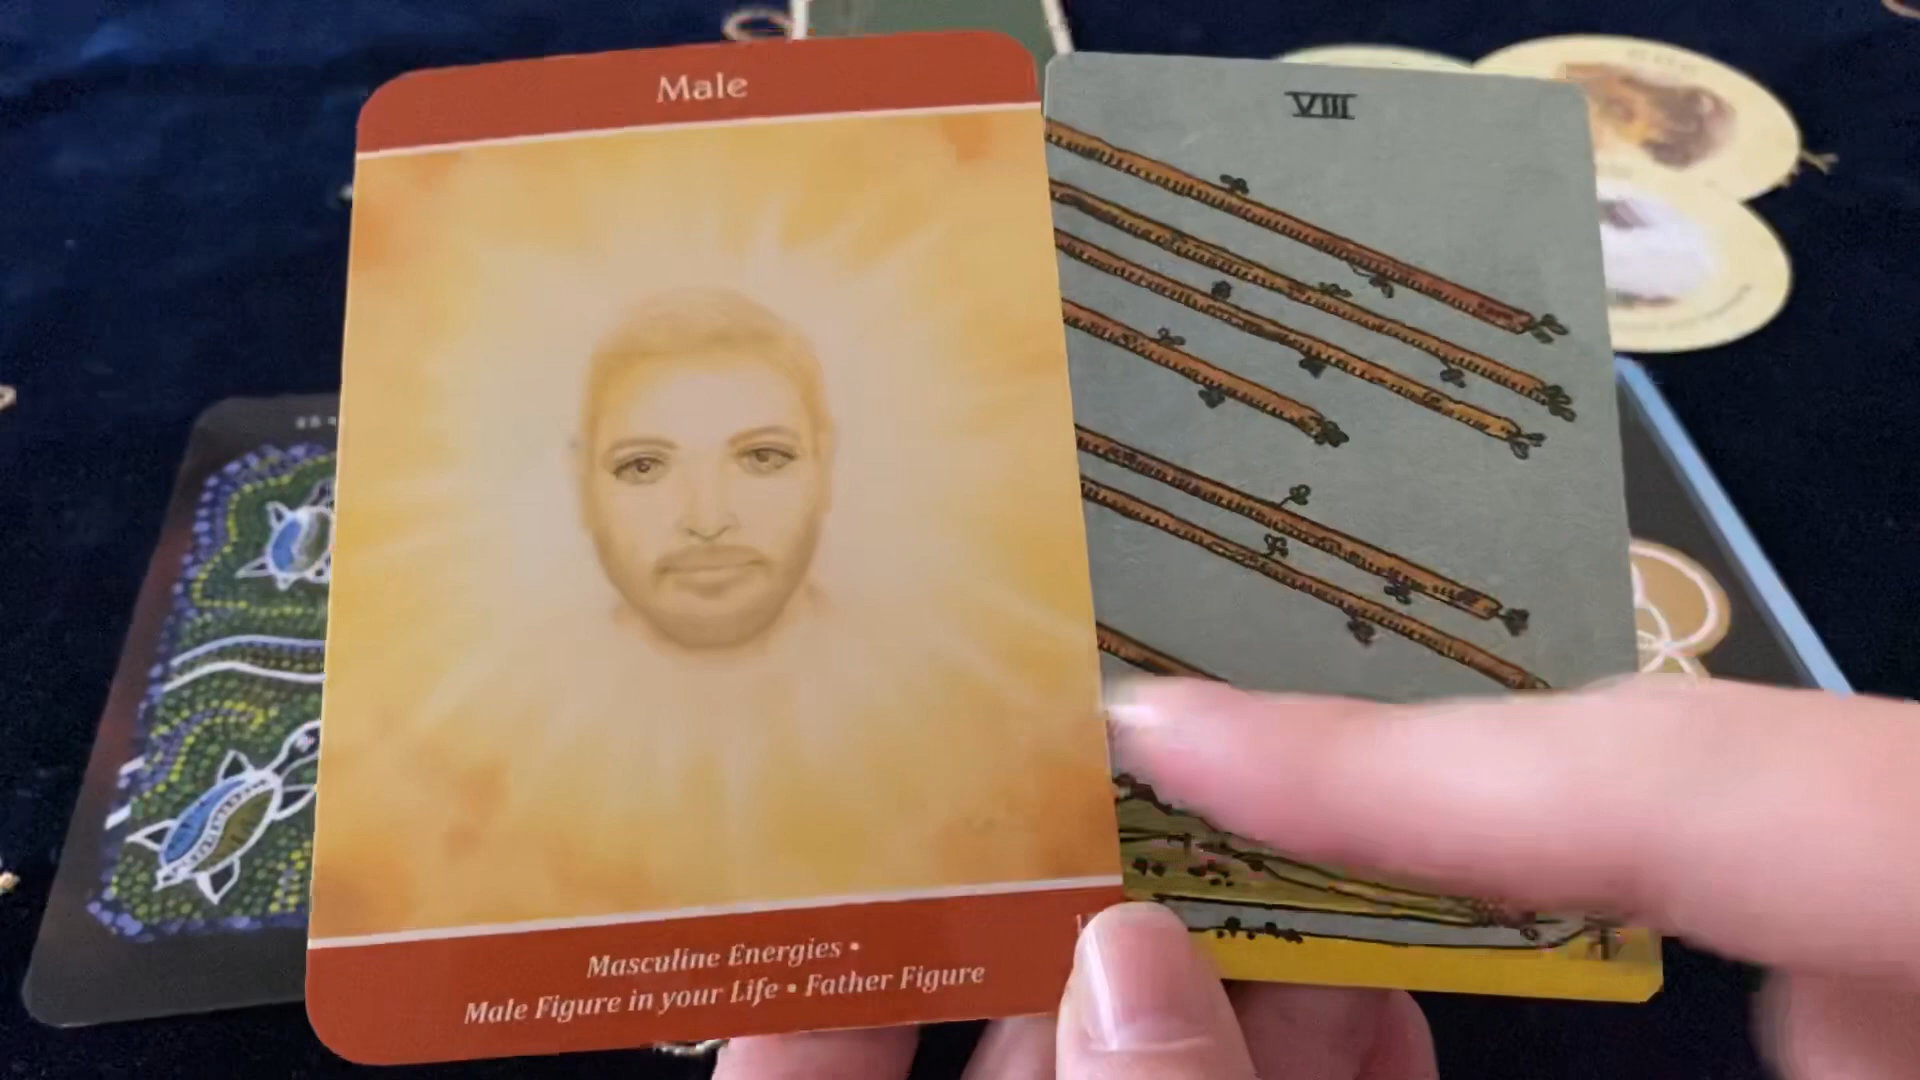 Male
VIII
Masculine Energies •
Male Figure in your Life • Father Figure